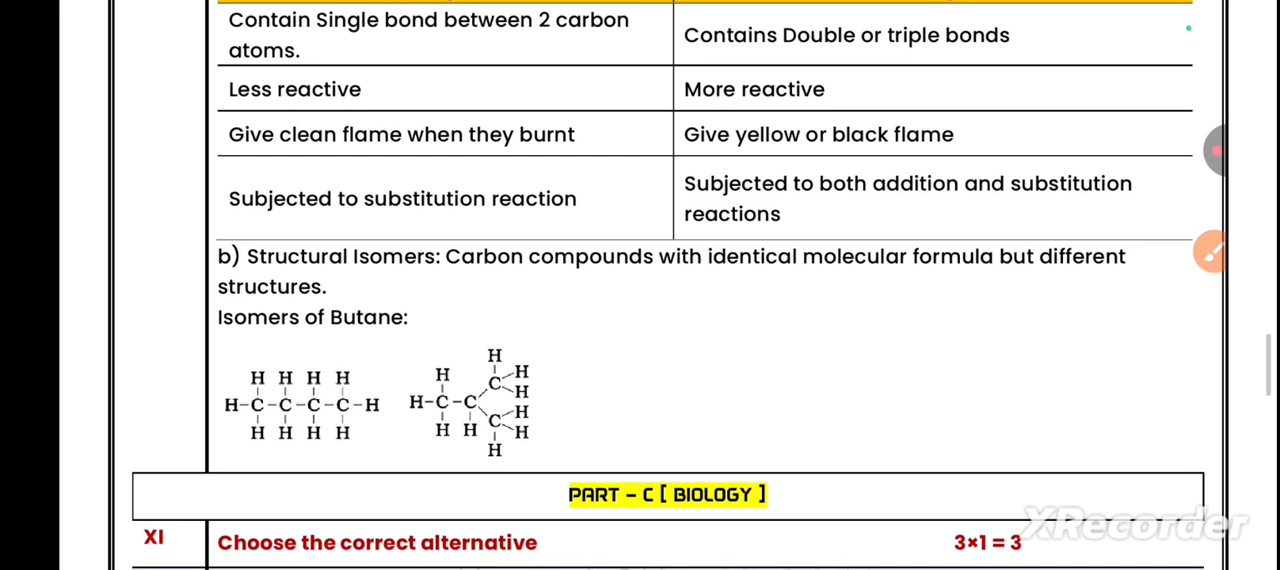 Contain Single bond between 2 carbon
atoms.
Contains Double or triple bonds
Less reactive
More reactive
Give clean flame when they burnt
Give yellow or black flame
Subjected to substitution reaction
Subjected to both addition and substitution
reactions
b) Structural Isomers: Carbon compounds with identical molecular formula but different
structures.
Isomers of Butane:
H H H H
H-C-C-C-C-H
H H H H
H
H
C-H
H
H-C-C
H
H H C-H
H
PART – C [ BIOLOGY ]
XI Choose the correct alternative 3×1 = 3
XRecorder